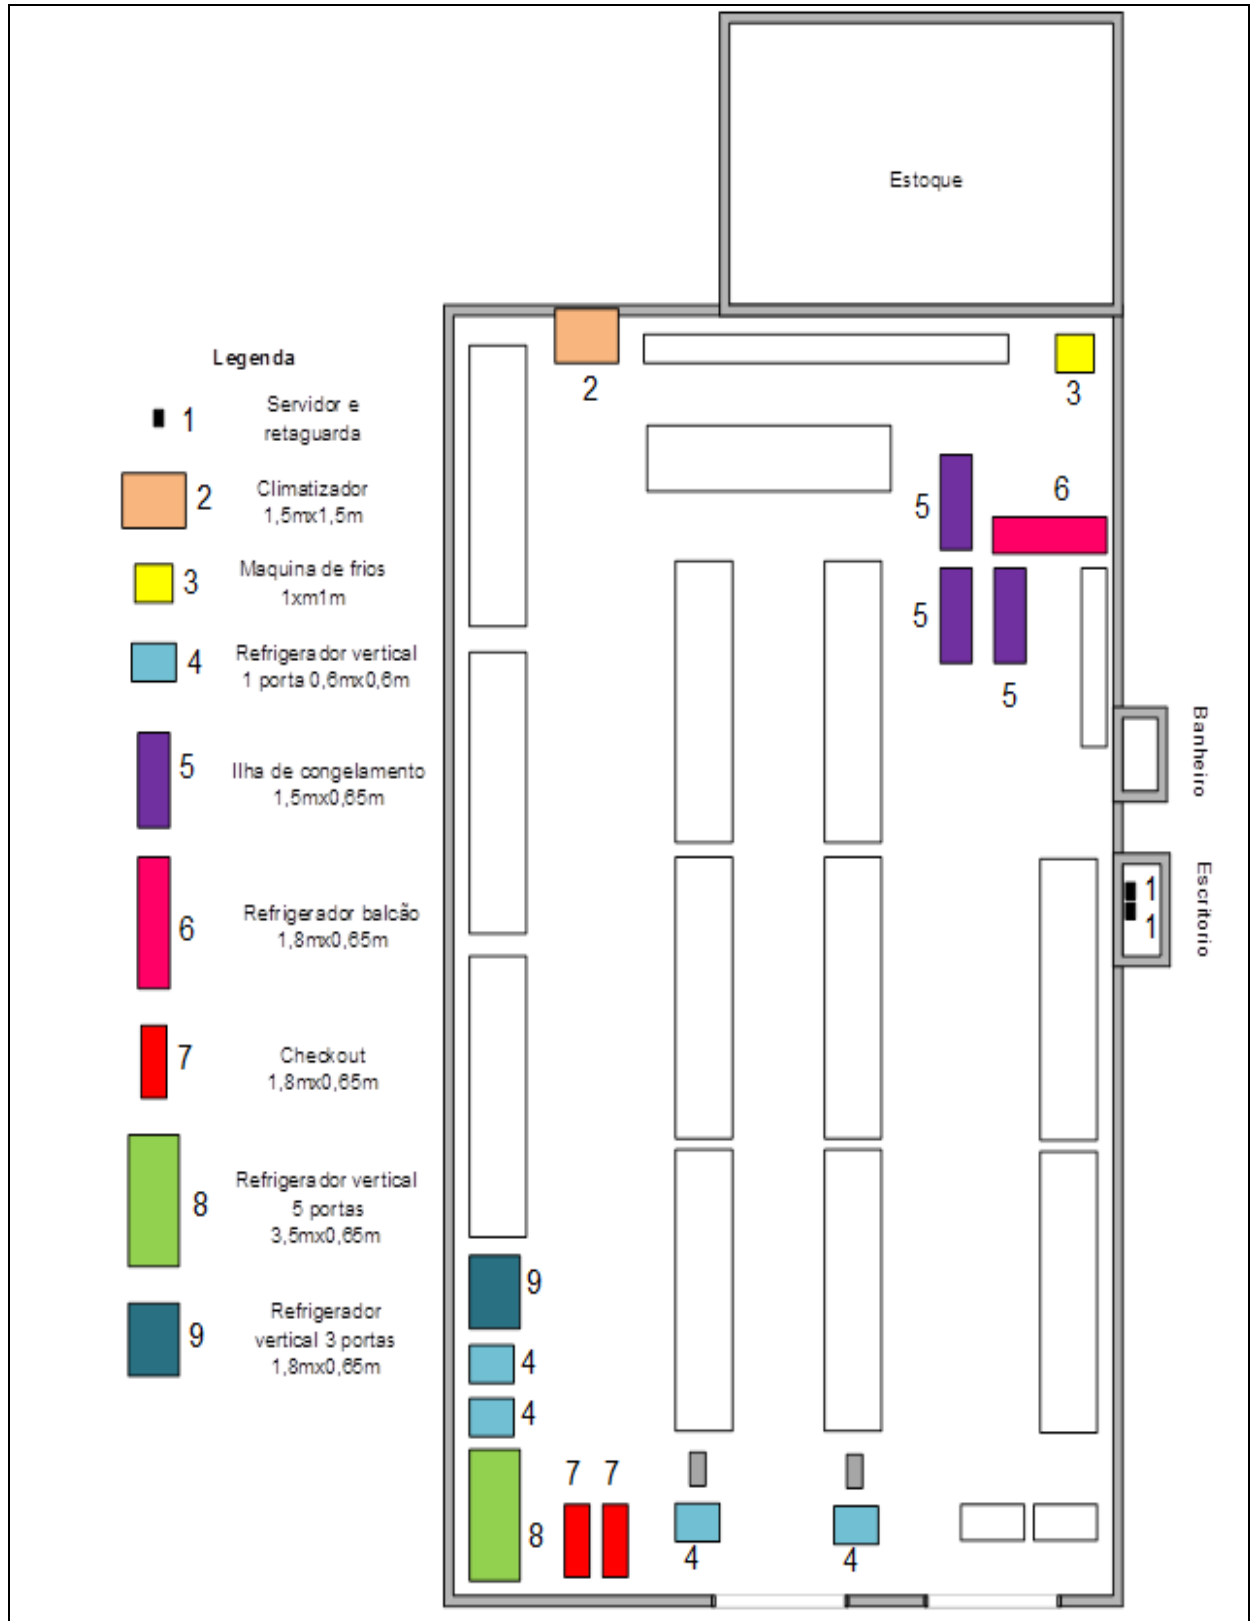 Estoque
Legenda
1
Servidor e
retaguarda
2
Climatizador
1,5mx1,5m
3
Maquina de frios
1xm1m
4
Refrigerador vertical
1 porta 0,6mx0,6m
5
Ilha de congelamento
1,5mx0,65m
6
Refrigerador balcão
1,8mx0,65m
7
Checkout
1,8mx0,65m
8
Refrigerador vertical
5 portas
3,5mx0,65m
9
Refrigerador
vertical 3 portas
1,8mx0,65m
2
3
5
6
5
5
Banheiro
Escritorio
1
1
9
4
4
8
7 7
4
4